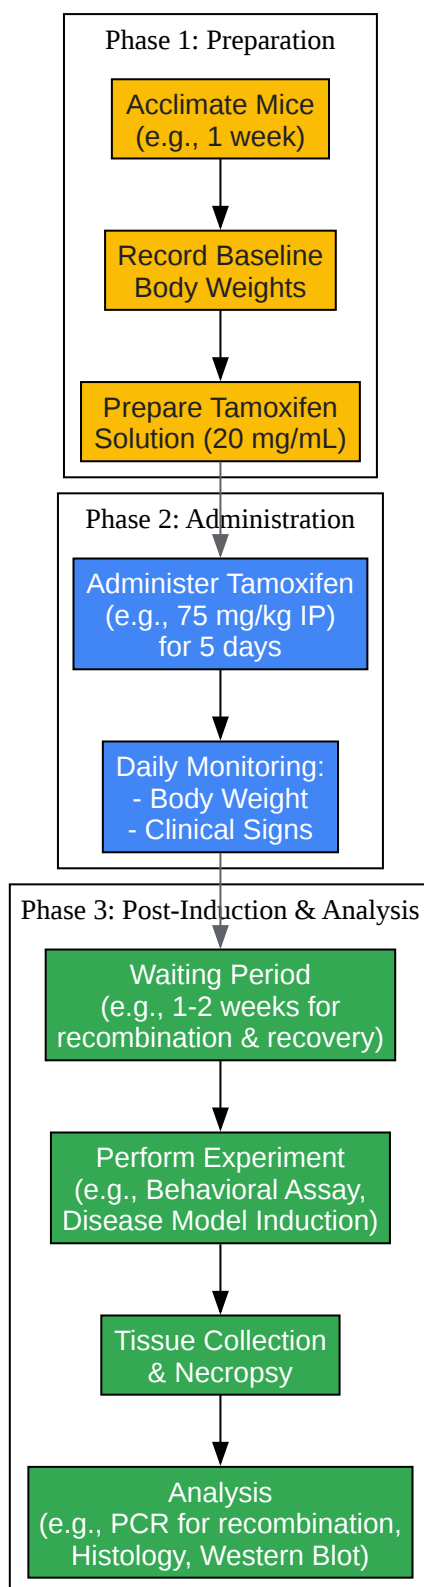 Phase 1: Preparation
Acclimate Mice
(e.g., 1 week)
Record Baseline
Body Weights
Prepare Tamoxifen
Solution (20 mg/mL)
Phase 2: Administration
Administer Tamoxifen
(e.g., 75 mg/kg IP)
for 5 days
Daily Monitoring:
- Body Weight
- Clinical Signs
Phase 3: Post-Induction & Analysis
Waiting Period
(e.g., 1-2 weeks for
recombination & recovery)
Perform Experiment
(e.g., Behavioral Assay,
Disease Model Induction)
Tissue Collection
& Necropsy
Analysis
(e.g., PCR for recombination,
Histology, Western Blot)